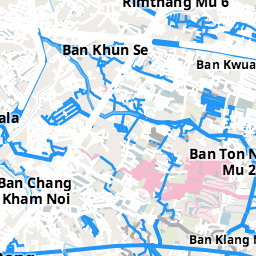 Rimthang Mu 6
Ban Khun Se
Ban Kwua
ala
Ban Ton N
Mu 2
Ban Chang
Kham Noi
Ban Klang M